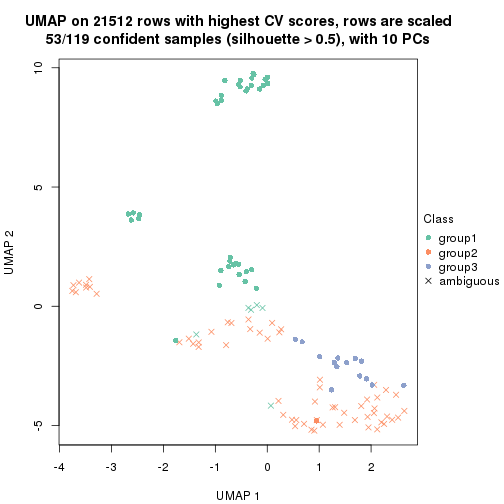 UMAP on 21512 rows with highest CV scores, rows are scaled
53/119 confident samples (silhouette > 0.5), with 10 PCs
10
5
0
-5
UMAP 2
-4
-3
-2
-1
0
1
2
UMAP 1
Class
group1
group2
group3
ambiguous